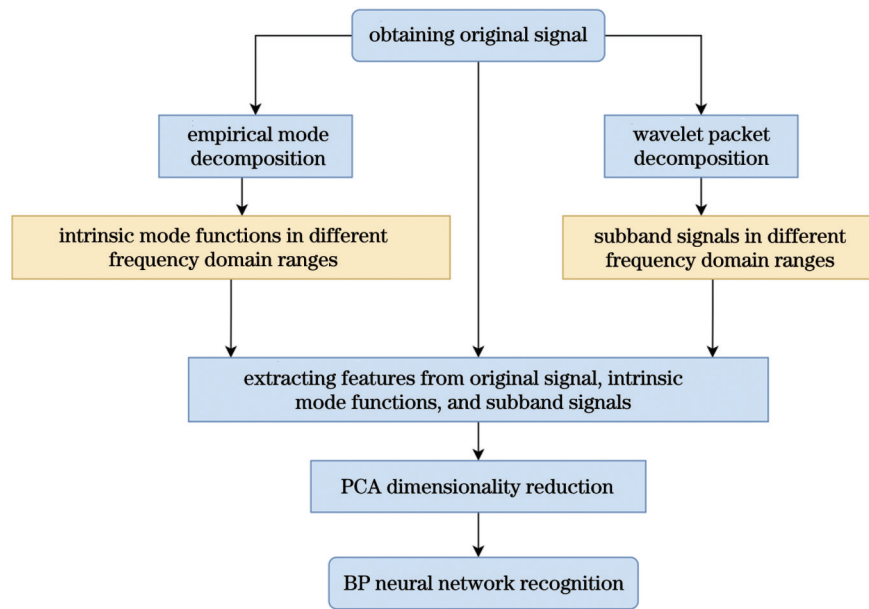 obtaining original signal
empirical mode
decomposition
wavelet packet
decomposition
intrinsic mode functions in different
frequency domain ranges
subband signals in different
frequency domain ranges
extracting features from original signal, intrinsic
mode functions, and subband signals
PCA dimensionality reduction
BP neural network recognition